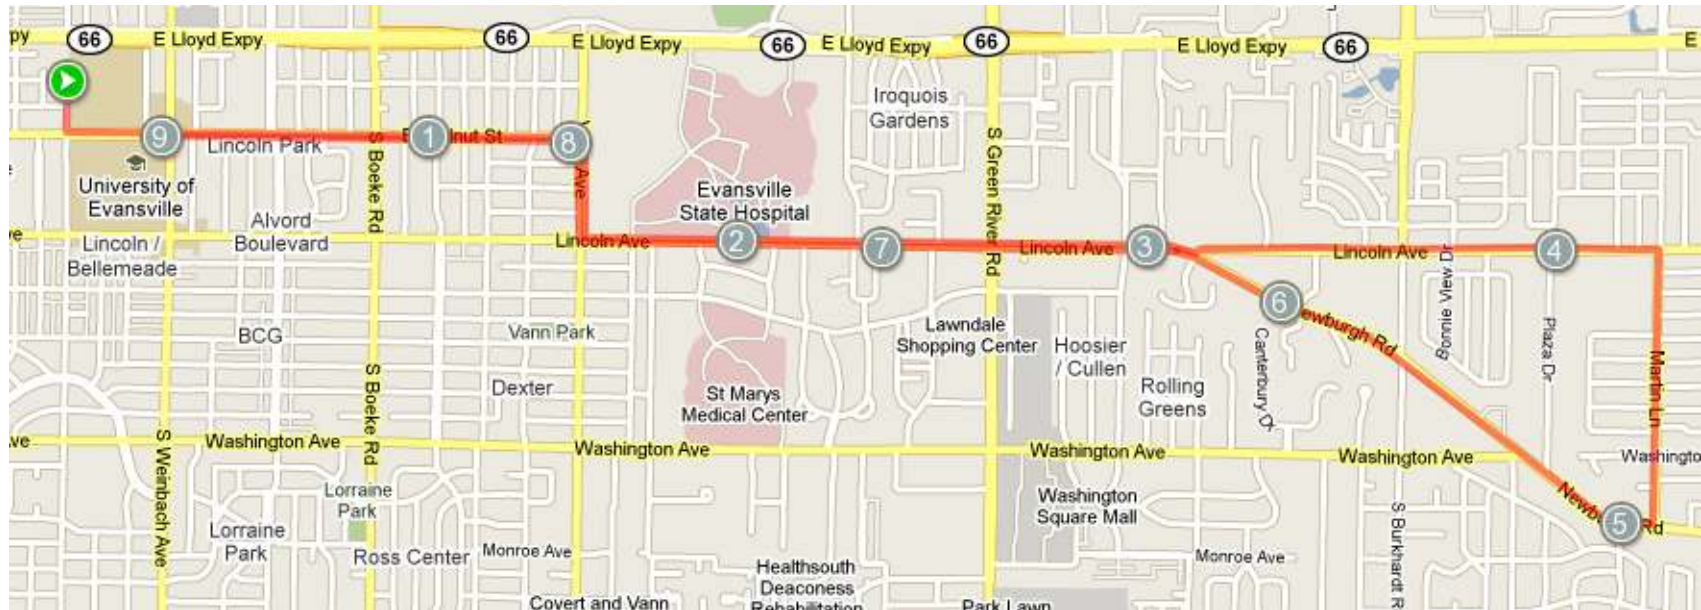 py
66
E Lloyd Expy
66
E Lloyd Expy
66
E Lloyd Expy
66
E Lloyd Expy
66
E
Iroquois
Gardens
9
Lincoln Park
S Boeke Rd
1
8
Ave
University of
Evansville
Evansville
State Hospital
S Green River Rd
Alvord
Boulevard
Lincoln /
Bellemeade
Lincoln Ave
2
7
Lincoln Ave
3
Lincoln Ave
4
Bonnie View Dr
6
BCG
Vann Park
Lawndale
Shopping Center
Hoosier
/ Cullen
Canterbury
Plaza Dr
Martin Ln
S Boeke Rd
Dexter
St Marys
Medical Center
Rolling
Greens
ve
S Weinbach Ave
Washington Ave
Washington Ave
Washington Ave
Washington Ave
Washingto
Lorraine
Park
Washington
Square Mall
S Burkhardt R
5
Rd
Lorraine
Park
Ross Center
Monroe Ave
Monroe Ave
Healthsouth
Deaconess
Rehabilitation
Covert and Vann
Park Lawn